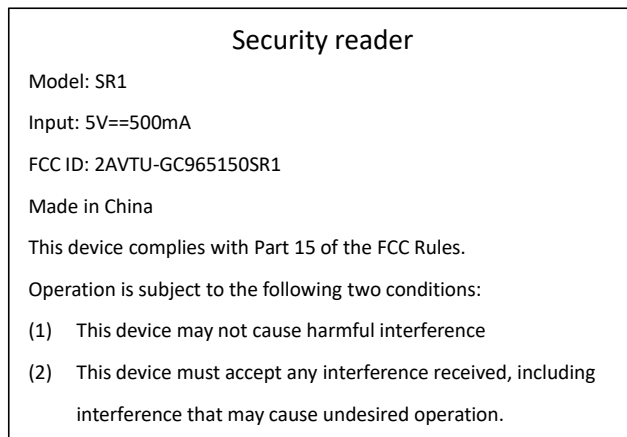 Security reader
Model: SR1
Input: 5V==500mA
FCC ID: 2AVTU-GC965150SR1
Made in China
This device complies with Part 15 of the FCC Rules.
Operation is subject to the following two conditions:
(1) This device may not cause harmful interference
(2) This device must accept any interference received, including
interference that may cause undesired operation.